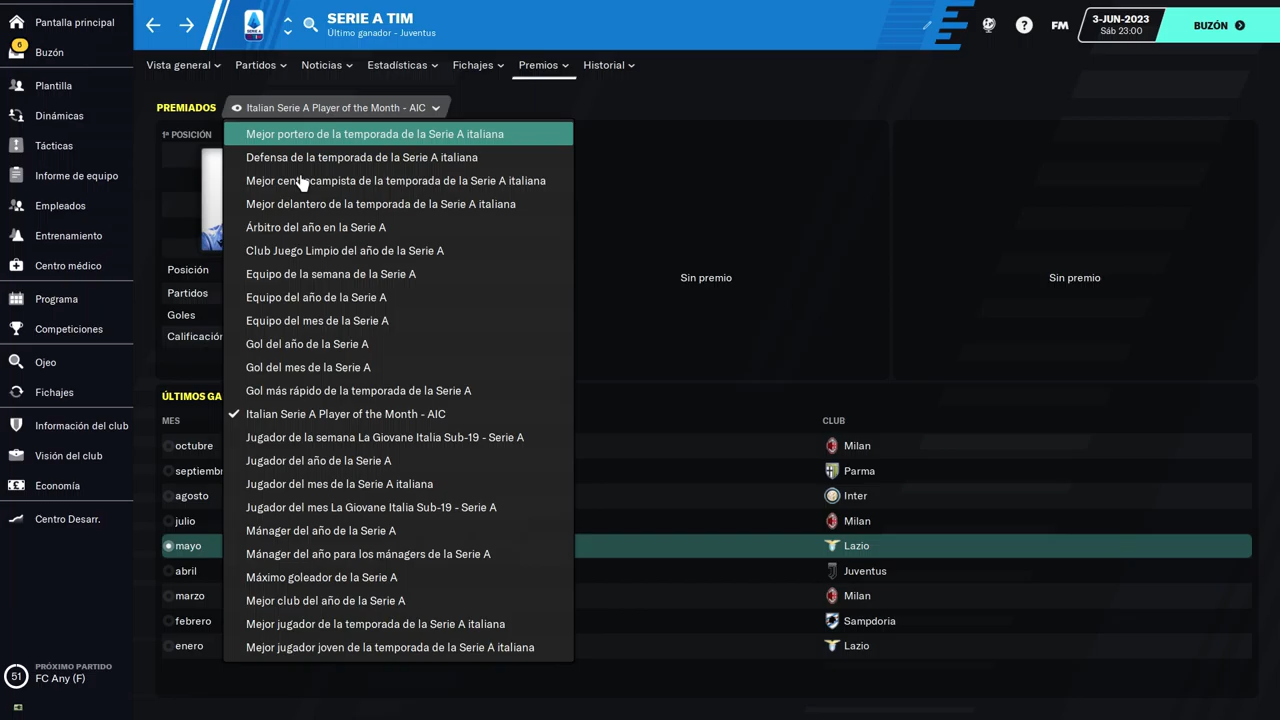 Pantalla principal
6
Buzón
Plantilla
Dinámicas
Tácticas
Informe de equipo
Empleados
Entrenamiento
Centro médico
Programa
Competiciones
Ojeo
Fichajes
Información del club
Visión del club
Economía
Centro Desarr.
51
PRÓXIMO PARTIDO
FC Any (F)
SERIE A TIM
Último ganador - Juventus
?
FM
3-JUN-2023
Sáb 23:00
BUZÓN
Vista general
Partidos
Noticias
Estadísticas
Fichajes
Premios
Historial
PREMIADOS
Italian Serie A Player of the Month - AIC
1ª POSICIÓN
Posición
Partidos
Goles
Calificación
Mejor portero de la temporada de la Serie A italiana
Defensa de la temporada de la Serie A italiana
Mejor centrocampista de la temporada de la Serie A italiana
Mejor delantero de la temporada de la Serie A italiana
Árbitro del año en la Serie A
Club Juego Limpio del año de la Serie A
Equipo de la semana de la Serie A
Equipo del año de la Serie A
Equipo del mes de la Serie A
Gol del año de la Serie A
Gol del mes de la Serie A
Gol más rápido de la temporada de la Serie A
Italian Serie A Player of the Month - AIC
Jugador de la semana La Giovane Italia Sub-19 - Serie A
Jugador del año de la Serie A
Jugador del mes de la Serie A italiana
Jugador del mes La Giovane Italia Sub-19 - Serie A
Mánager del año de la Serie A
Mánager del año para los mánagers de la Serie A
Máximo goleador de la Serie A
Mejor club del año de la Serie A
Mejor jugador de la temporada de la Serie A italiana
Mejor jugador joven de la temporada de la Serie A italiana
Sin premio
Sin premio
ÚLTIMOS GA
MES
CLUB
octubre
Milan
septiembr
Parma
agosto
Inter
julio
Milan
mayo
Lazio
abril
Juventus
marzo
Milan
febrero
Sampdoria
enero
Lazio